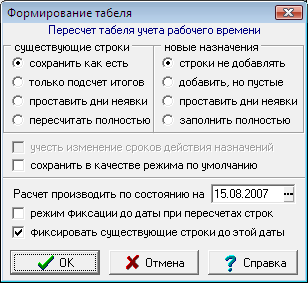 Формирование табеля
Пересчет табеля учета рабочего времени
существующие строки
сохранить как есть
только подсчет итогов
проставить дни неявки
пересчитать полностью
новые назначения
строки не добавлять
добавить, но пустые
проставить дни неявки
заполнить полностью
учесть изменение сроков действия назначений
сохранить в качестве режима по умолчанию
Расчет производить по состоянию на 15.08.2007 ...
режим фиксации до даты при пересчетах строк
Фиксировать существующие строки до этой даты
OK Отмена ? Справка